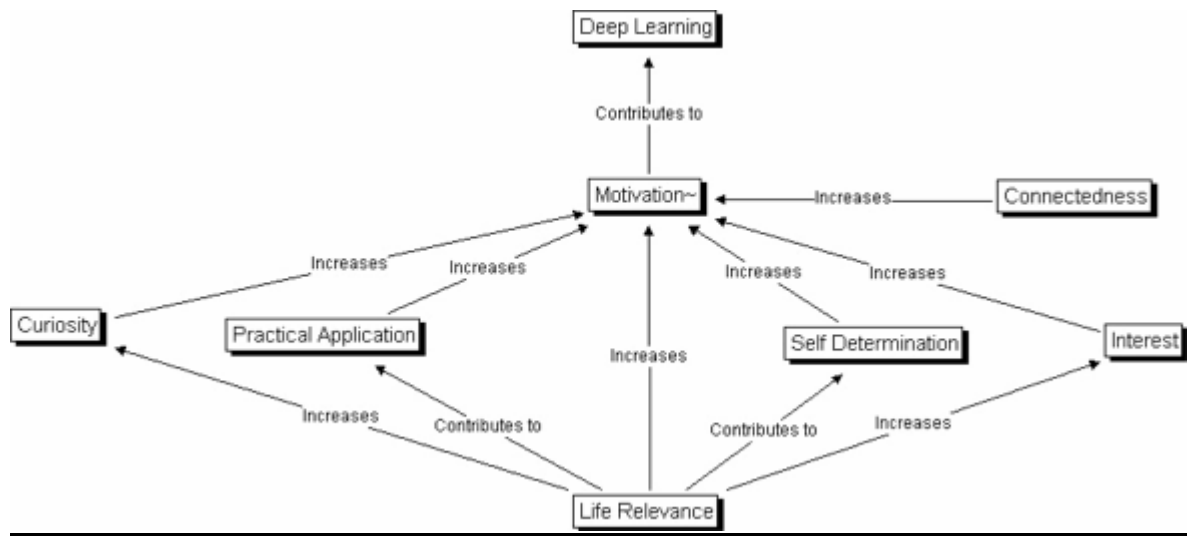 Deep Learning
Contributes to
Motivation~
Increases
Connectedness
Increases
Increases
Increases
Increases
Curiosity
Practical Application
Self Determination
Interest
Increases
Increases
Contributes to
Contributes to
Increases
Life Relevance